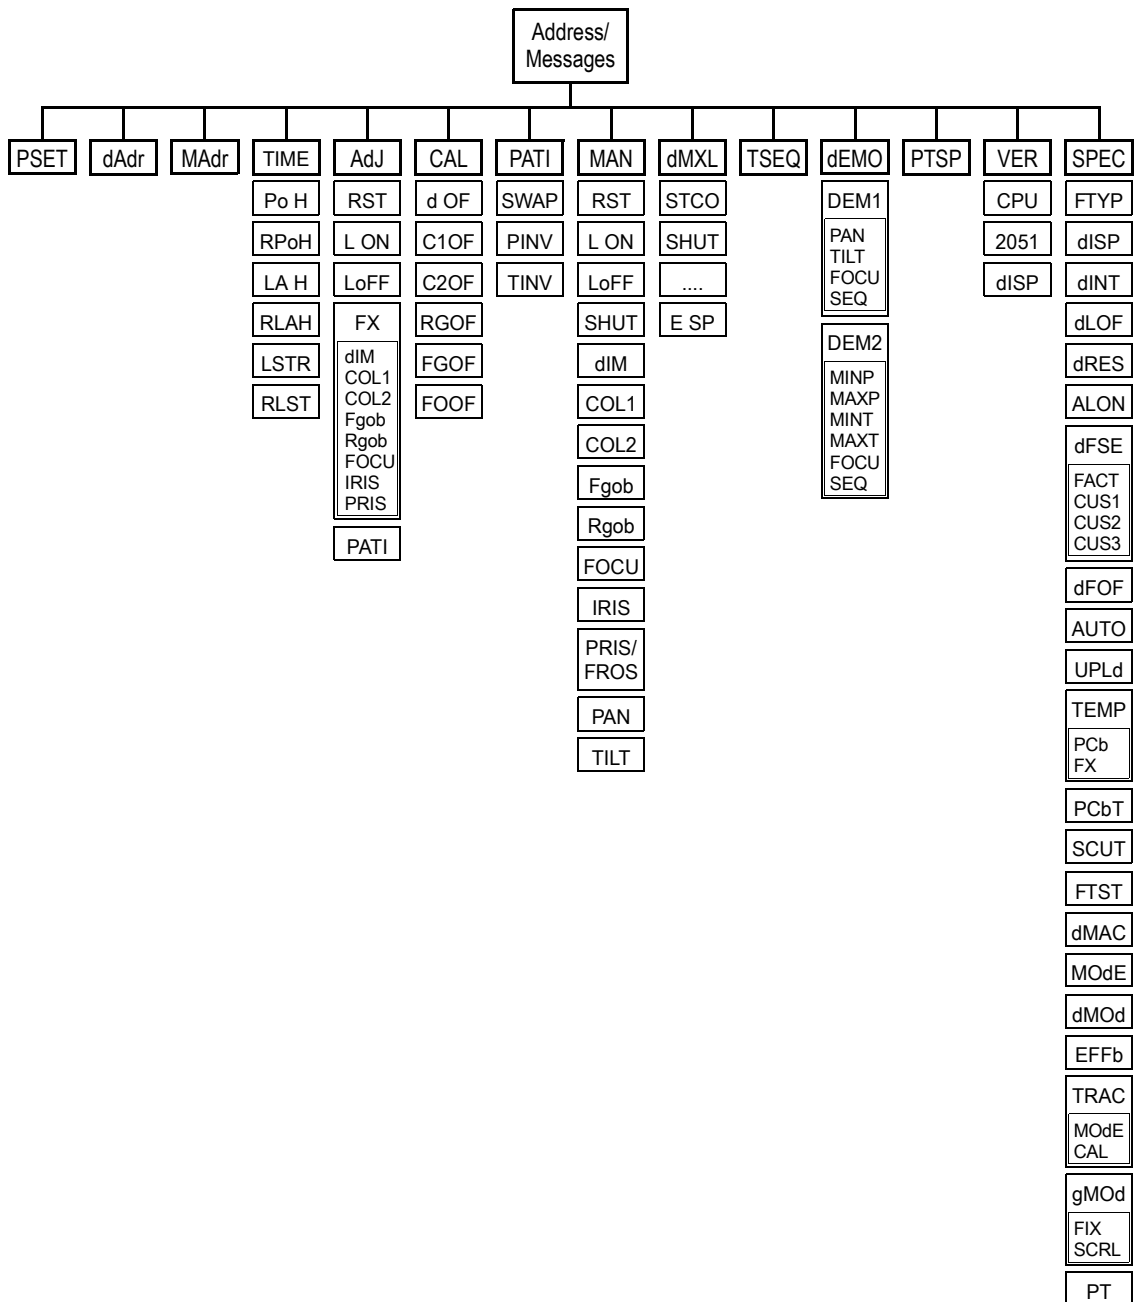 Address/
Messages
PSET
dAdr
MAdr
TIME
AdJ
CAL
PATI
MAN
dMXL
TSEQ
dEMO
PTSP
VER
SPEC
Po H
RPoH
LA H
RLAH
LSTR
RLST
RST
L ON
LoFF
FX
dIM
COL1
COL2
Fgob
Rgob
FOCU
IRIS
PRIS
PATI
d OF
C1OF
C2OF
RGOF
FGOF
FOOF
SWAP
PINV
TINV
RST
L ON
LoFF
SHUT
dIM
COL1
COL2
Fgob
Rgob
FOCU
IRIS
PRIS/
FROS
PAN
TILT
STCO
SHUT
....
E SP
DEM1
PAN
TILT
FOCU
SEQ
DEM2
MINP
MAXP
MINT
MAXT
FOCU
SEQ
CPU
2051
dISP
FTYP
dISP
dINT
dLOF
dRES
ALON
dFSE
FACT
CUS1
CUS2
CUS3
dFOF
AUTO
UPLd
TEMP
PCb
FX
PCbT
SCUT
FTST
dMAC
MOdE
dMOd
EFFb
TRAC
MOdE
CAL
gMOd
FIX
SCRL
PT